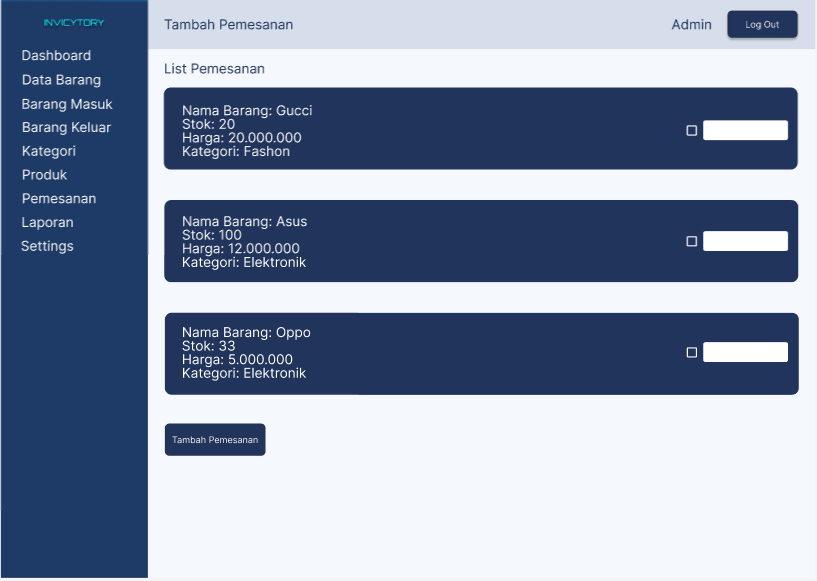 INVICYTORY
Dashboard
Data Barang
Barang Masuk
Barang Keluar
Kategori
Produk
Pemesanan
Laporan
Settings
Tambah Pemesanan
Admin
Log Out
List Pemesanan
Nama Barang: Gucci
Stok: 20
Harga: 20.000.000
Kategori: Fashon
Nama Barang: Asus
Stok: 100
Harga: 12.000.000
Kategori: Elektronik
Nama Barang: Oppo
Stok: 33
Harga: 5.000.000
Kategori: Elektronik
Tambah Pemesanan